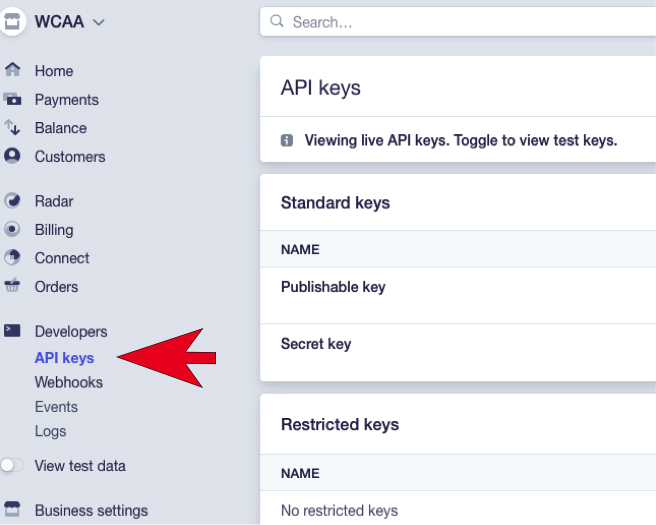 WCAA
Search...
Home
Payments
Balance
Customers
Radar
Billing
Connect
Orders
Developers
API keys
Webhooks
Events
Logs
View test data
Business settings
API keys
Viewing live API keys. Toggle to view test keys.
Standard keys
NAME
Publishable key
Secret key
Restricted keys
NAME
No restricted keys